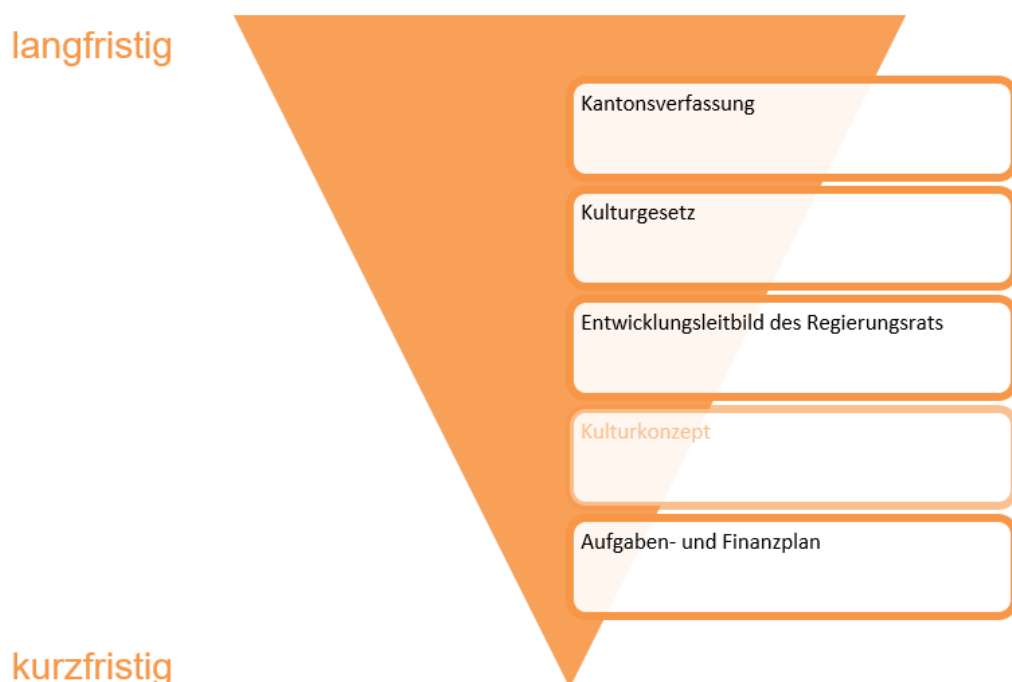 langfristig
Kantonsverfassung
Kulturgesetz
Entwicklungsleitbild des Regierungsrats
Kulturkonzept
Aufgaben- und Finanzplan
kurzfristig